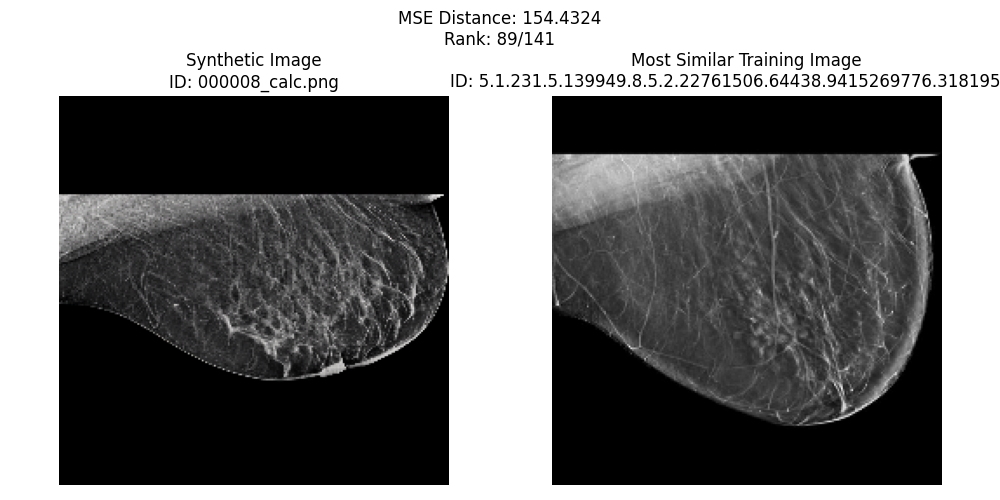 MSE Distance: 154.4324
Rank: 89/141
Synthetic Image
ID: 000008_calc.png
Most Similar Training Image
ID: 5.1.231.5.139949.8.5.2.22761506.64438.9415269776.318195